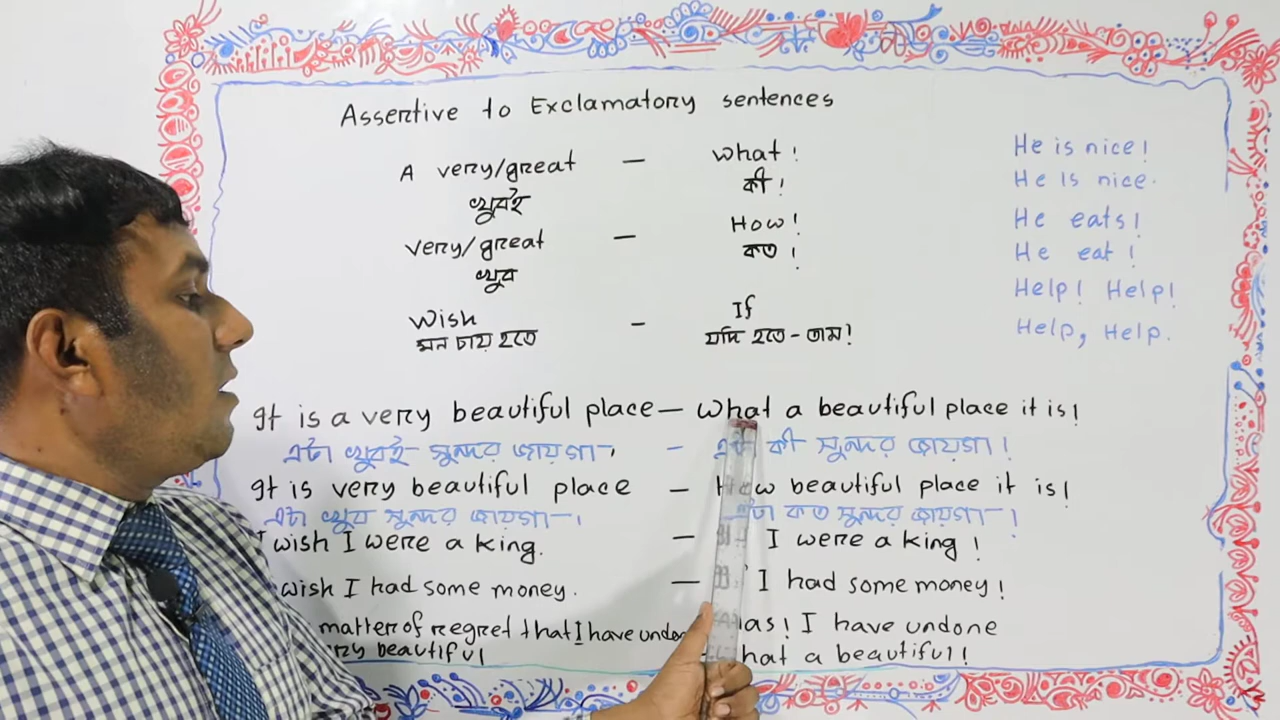 Assertive to Exclamatory sentences
A very/great — what!
খুবই কী!
very/great — How!
খুব কত!
Wish — If
মন চায় হতে যদি হতে-তাম!
He is nice!
He Is nice.
He eats!
He eat!
Help! Help!
Help, Help.
It is a very beautiful place — what a beautiful place it is!
এটা খুবই সুন্দর জায়গা। — কী সুন্দর জায়গা!
It is very beautiful place — How beautiful place it is!
এটা খুব সুন্দর জায়গা। কত সুন্দর জায়গা!
I wish I were a king. — I were a king!
wish I had some money. — I had some money!
matter of regret that I have I have undone
beautiful what a beautiful!